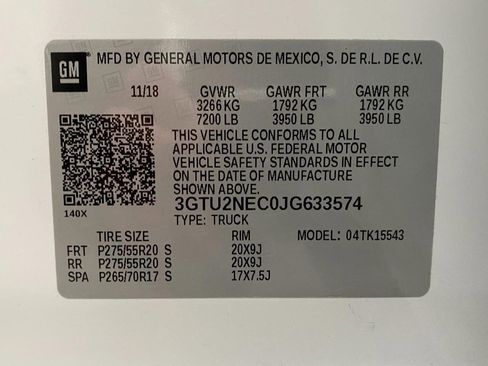 GM
MFD BY GENERAL MOTORS DE MEXICO, S. DE R.L. DE C.V.
11/18 GVWR GAWR FRT GAWR RR
3266 KG 1792 KG 1792 KG
7200 LB 3950 LB 3950 LB
THIS VEHICLE CONFORMS TO ALL
APPLICABLE U.S. FEDERAL MOTOR
VEHICLE SAFETY STANDARDS IN EFFECT
ON THE DATE OF MANUFACTURE
SHOWN ABOVE.
140X
3GTU2NEC0JG633574
TYPE: TRUCK
TIRE SIZE RIM MODEL: 04TK15543
FRT P275/55R20 S 20X9J
RR P275/55R20 S 20X9J
SPA P265/70R17 S 17X7.5J